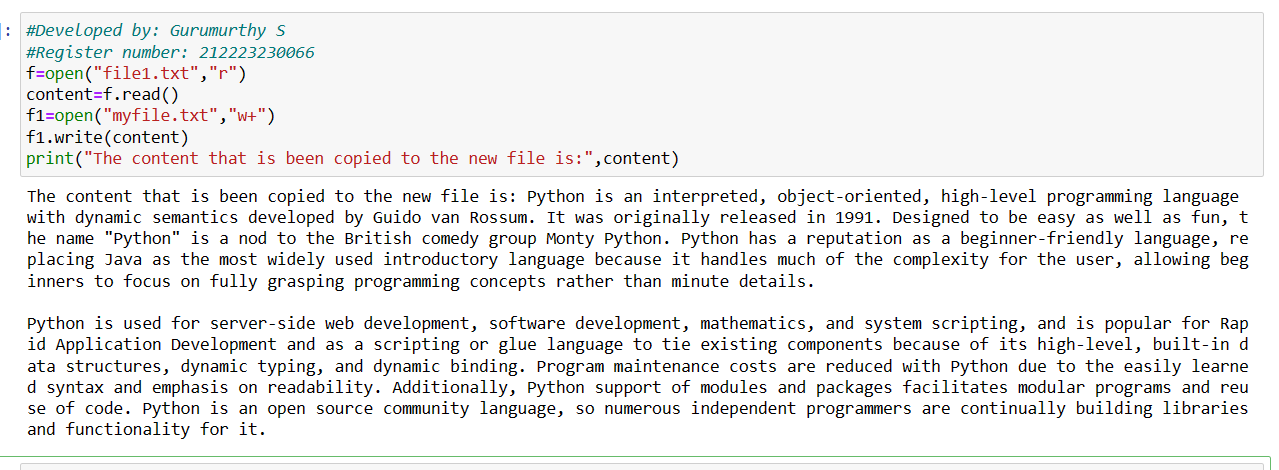 ]:
#Developed by: Gurumurthy S
#Register number: 212223230066
f=open("file1.txt","r")
content=f.read()
f1=open("myfile.txt","w+")
f1.write(content)
print("The content that is been copied to the new file is:",content)
The content that is been copied to the new file is: Python is an interpreted, object-oriented, high-level programming language
with dynamic semantics developed by Guido van Rossum. It was originally released in 1991. Designed to be easy as well as fun, t
he name "Python" is a nod to the British comedy group Monty Python. Python has a reputation as a beginner-friendly language, re
placing Java as the most widely used introductory language because it handles much of the complexity for the user, allowing beg
inners to focus on fully grasping programming concepts rather than minute details.

Python is used for server-side web development, software development, mathematics, and system scripting, and is popular for Rap
id Application Development and as a scripting or glue language to tie existing components because of its high-level, built-in d
ata structures, dynamic typing, and dynamic binding. Program maintenance costs are reduced with Python due to the easily learne
d syntax and emphasis on readability. Additionally, Python support of modules and packages facilitates modular programs and reu
se of code. Python is an open source community language, so numerous independent programmers are continually building libraries
and functionality for it.